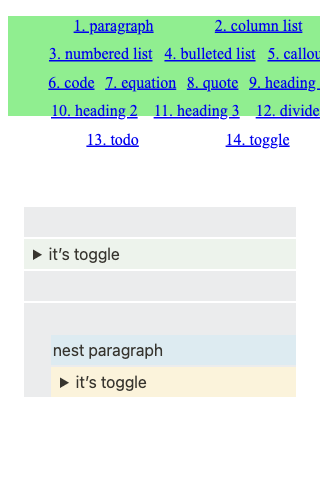 1. paragraph 2. column list
3. numbered list 4. bulleted list 5. callou
6. code 7. equation 8. quote 9. heading
10. heading 2 11. heading 3 12. divide
13. todo 14. toggle
it's toggle
nest paragraph
it's toggle